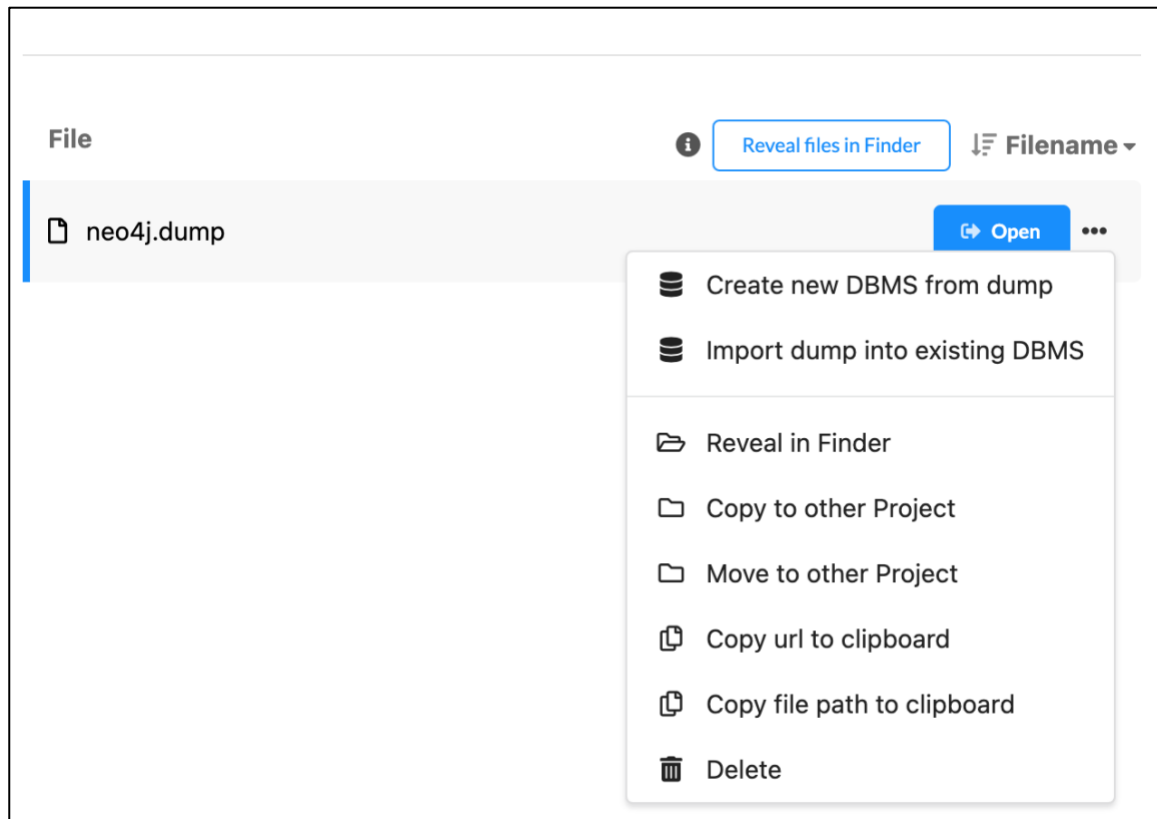 File
Reveal files in Finder
Filename
neo4j.dump
Open
Create new DBMS from dump
Import dump into existing DBMS
Reveal in Finder
Copy to other Project
Move to other Project
Copy url to clipboard
Copy file path to clipboard
Delete